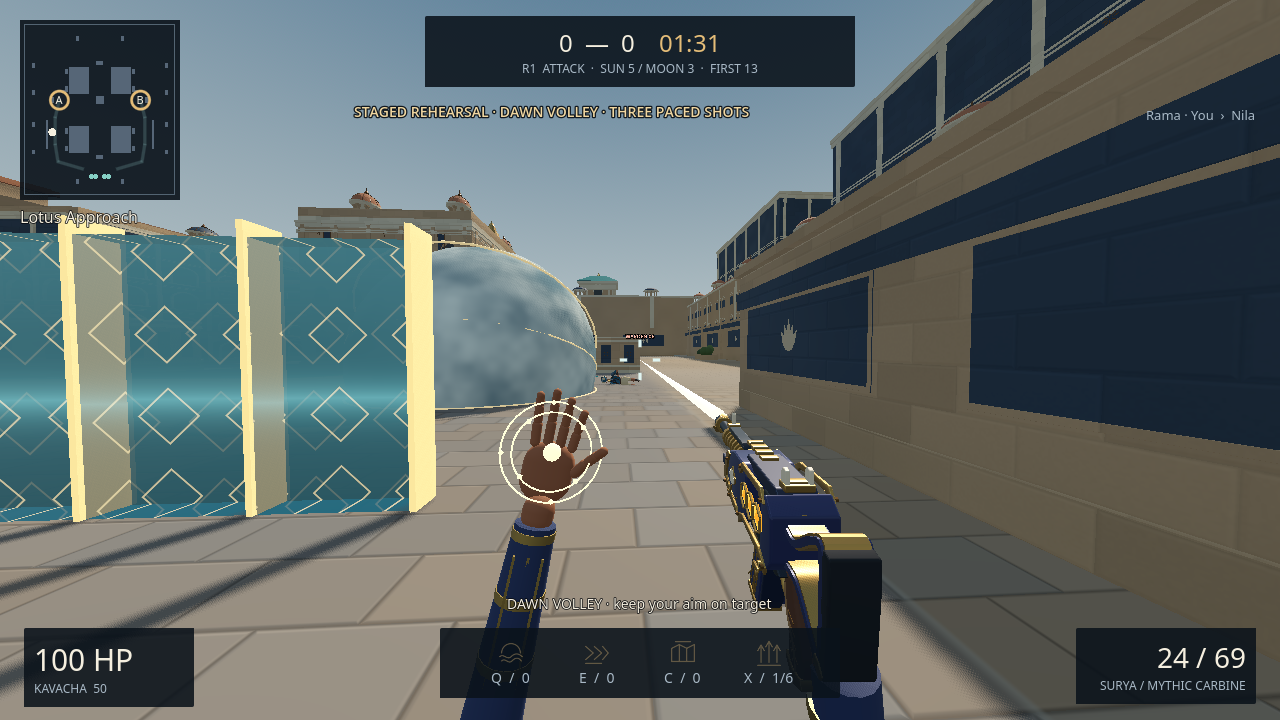 0 — 0 01:31
R1 ATTACK · SUN 5 / MOON 3 · FIRST 13
STAGED REHEARSAL · DAWN VOLLEY · THREE PACED SHOTS
Rama · You › Nila
A
B
Lotus Approach
DAWN VOLLEY · keep your aim on target
100 HP
KAVACHA 50
Q / 0
E / 0
C / 0
X / 1/6
24 / 69
SURYA / MYTHIC CARBINE